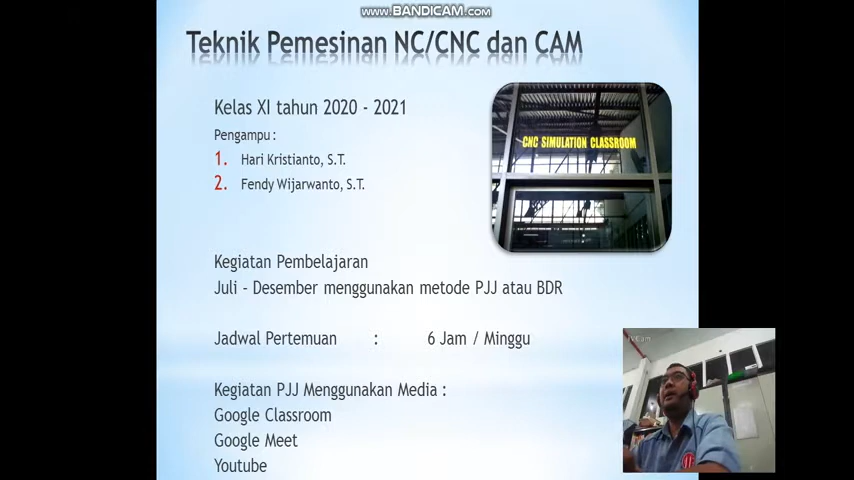 www.BANDICAM.com
Teknik Pemesinan NC/CNC dan CAM
Kelas XI tahun 2020 - 2021
Pengampu :
1. Hari Kristianto, S.T.
2. Fendy Wijarwanto, S.T.
CNC SIMULATION CLASSROOM
Kegiatan Pembelajaran
Juli - Desember menggunakan metode PJJ atau BDR
Jadwal Pertemuan : 6 Jam / Minggu
Kegiatan PJJ Menggunakan Media :
Google Classroom
Google Meet
Youtube